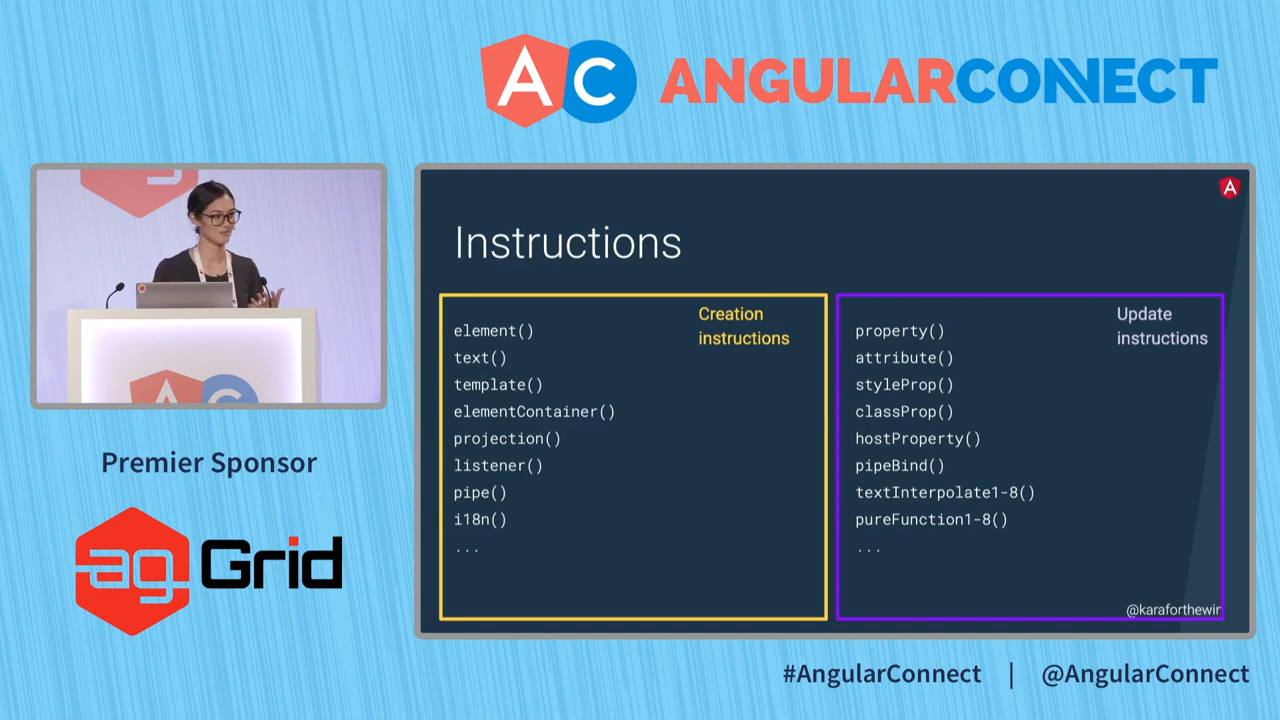 AC ANGULARCONNECT
Instructions
Creation
instructions
element()
text()
template()
elementContainer()
projection()
listener()
pipe()
i18n()
...
Update
instructions
property()
attribute()
styleProp()
classProp()
hostProperty()
pipeBind()
textInterpolate1-8()
pureFunction1-8()
...
@karaforthewin
Premier Sponsor
ag Grid
#AngularConnect | @AngularConnect